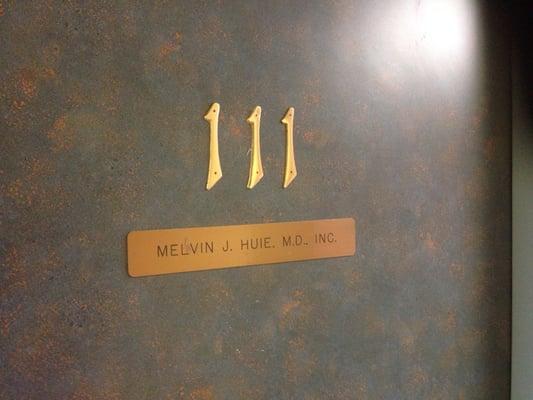 111
MELVIN J. HUIE, M.D., INC.